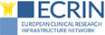 ECRIN
EUROPEAN CLINICAL RESEARCH
INFRASTRUCTURE NETWORK